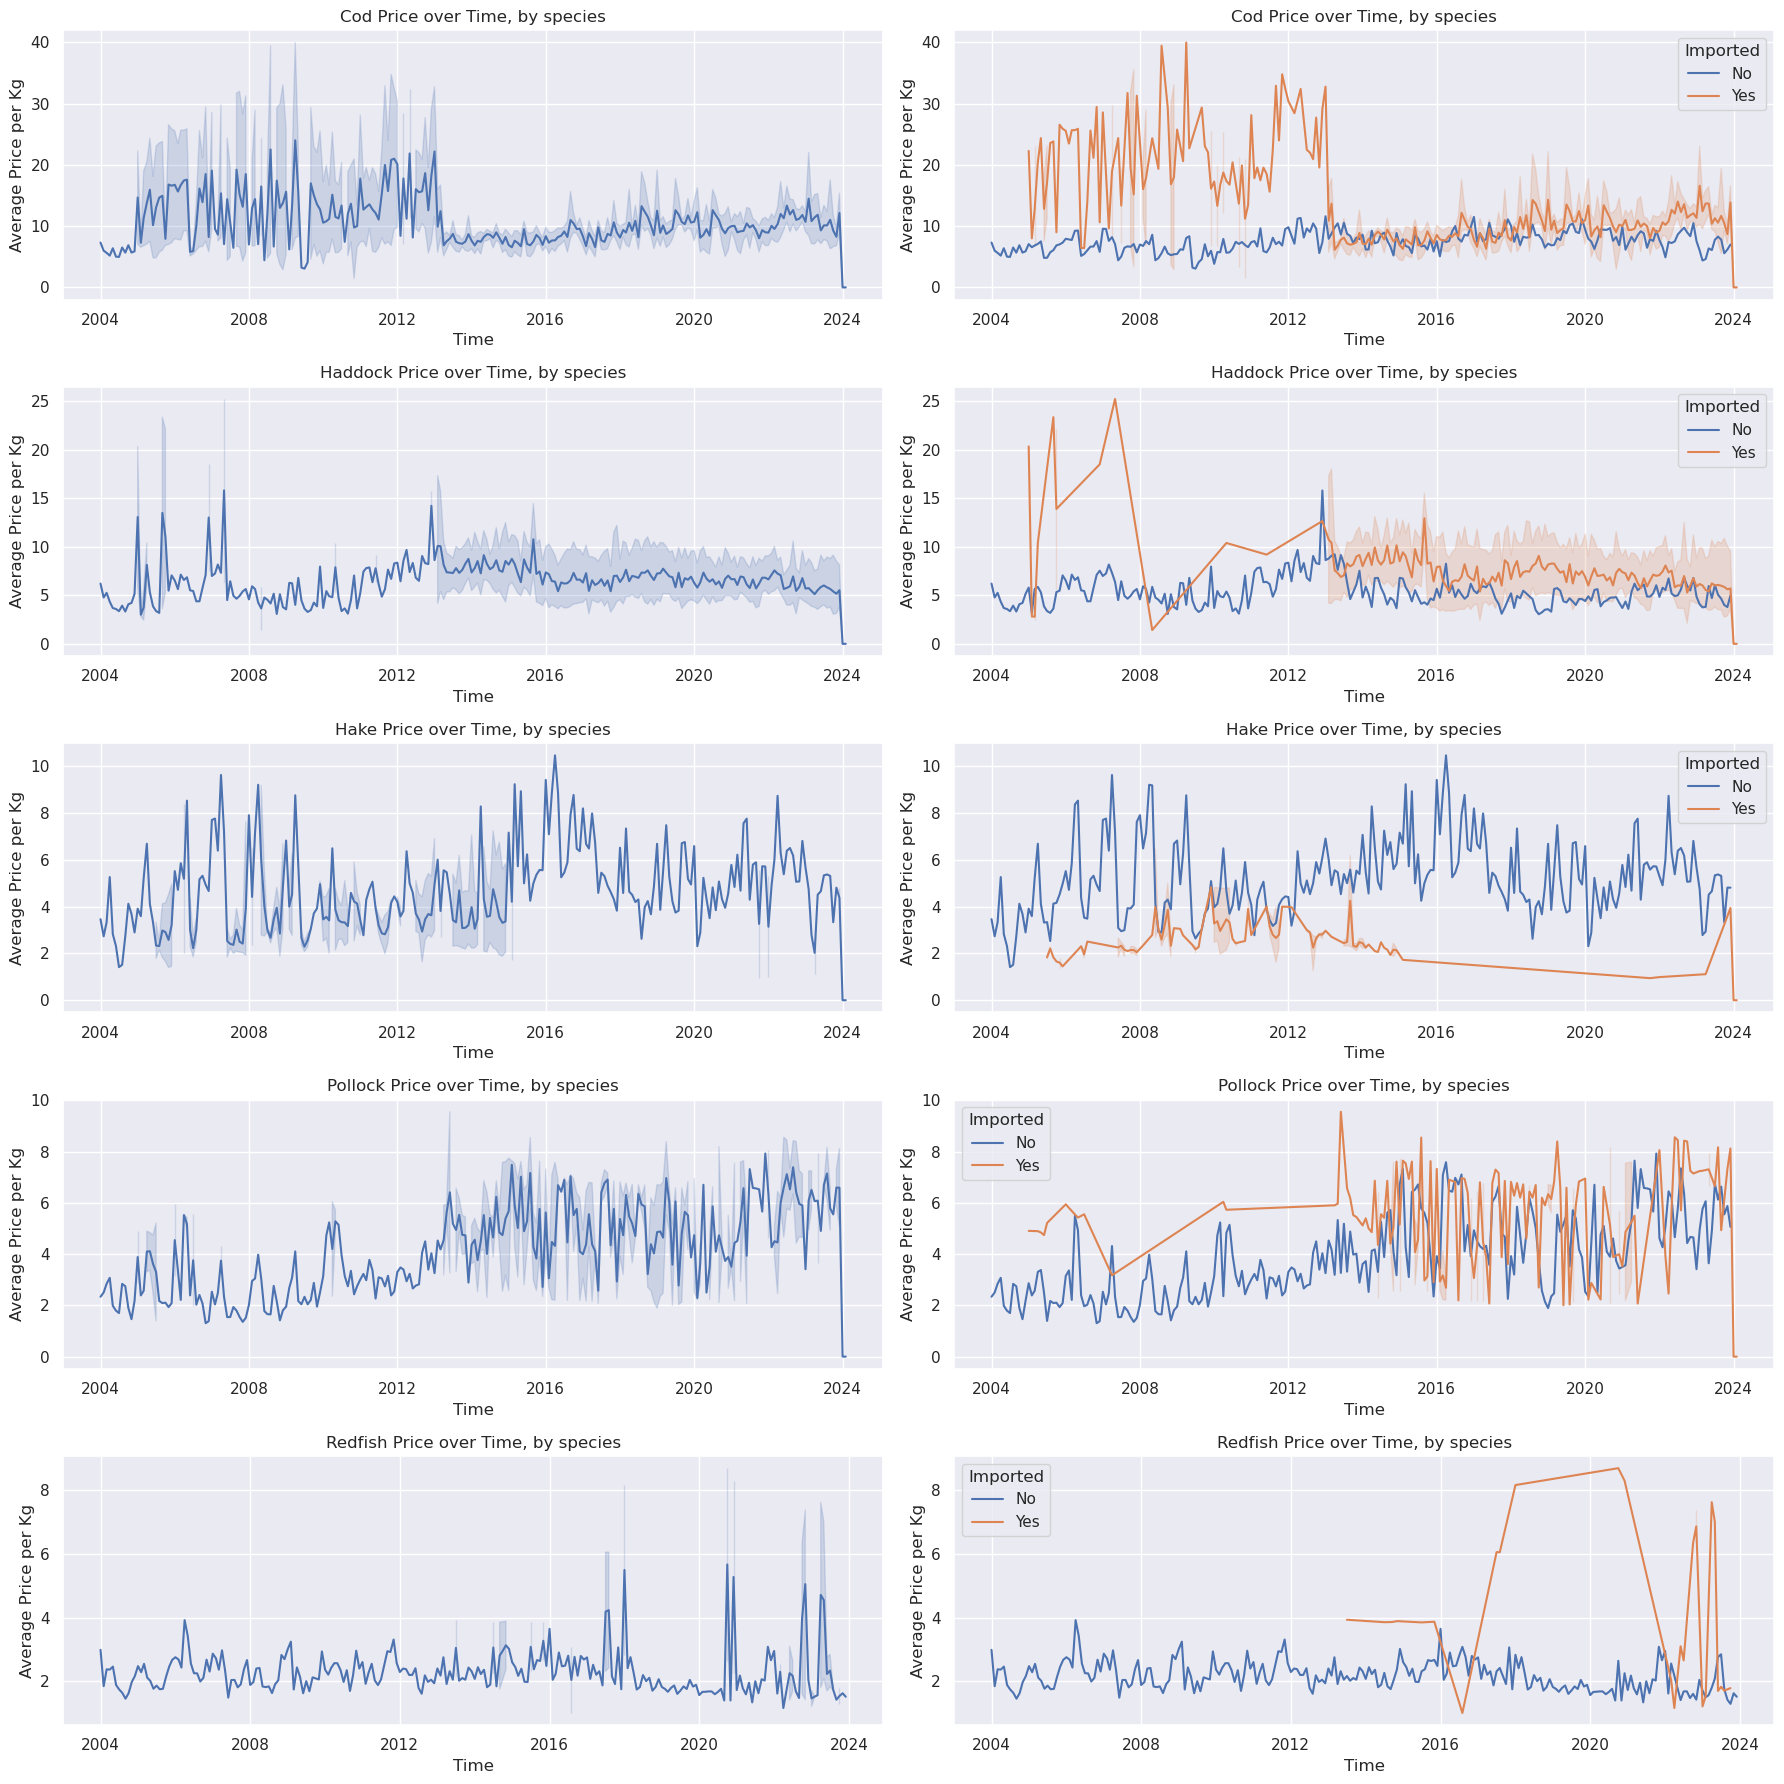 Cod Price over Time, by species
Average Price per Kg
40
30
20
10
0
2004 2008 2012 2016 2020 2024
Time
Cod Price over Time, by species
Average Price per Kg
40
30
20
10
0
Imported
No
Yes
2004 2008 2012 2016 2020 2024
Time
Haddock Price over Time, by species
Average Price per Kg
25
20
15
10
5
0
2004 2008 2012 2016 2020 2024
Time
Haddock Price over Time, by species
Average Price per Kg
25
20
15
10
5
0
Imported
No
Yes
2004 2008 2012 2016 2020 2024
Time
Hake Price over Time, by species
Average Price per Kg
10
8
6
4
2
0
2004 2008 2012 2016 2020 2024
Time
Hake Price over Time, by species
Average Price per Kg
10
8
6
4
2
0
Imported
No
Yes
2004 2008 2012 2016 2020 2024
Time
Pollock Price over Time, by species
Average Price per Kg
10
8
6
4
2
0
2004 2008 2012 2016 2020 2024
Time
Pollock Price over Time, by species
Average Price per Kg
10
8
6
4
2
0
Imported
No
Yes
2004 2008 2012 2016 2020 2024
Time
Redfish Price over Time, by species
Average Price per Kg
8
6
4
2
2004 2008 2012 2016 2020 2024
Time
Redfish Price over Time, by species
Average Price per Kg
8
6
4
2
Imported
No
Yes
2004 2008 2012 2016 2020 2024
Time